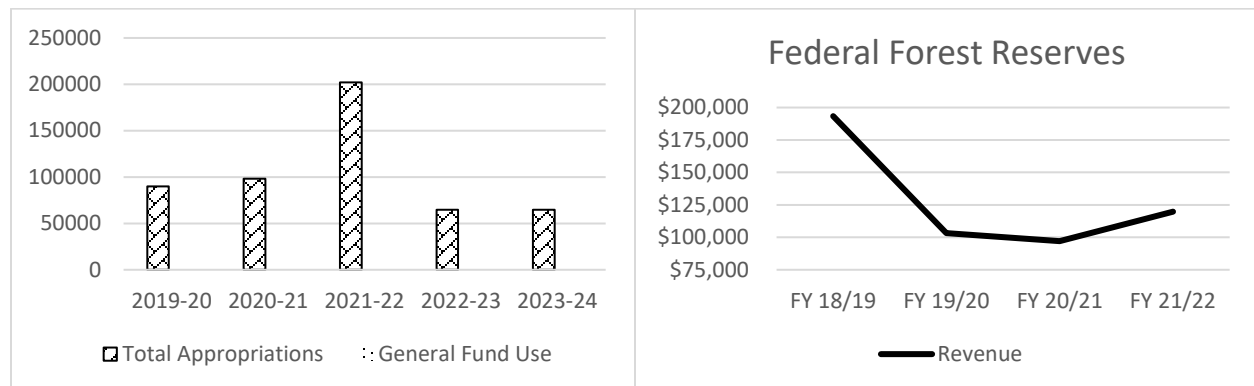 250000
200000
150000
100000
50000
0
2019-20 2020-21 2021-22 2022-23 2023-24
Total Appropriations General Fund Use
Federal Forest Reserves
$200,000
$175,000
$150,000
$125,000
$100,000
$75,000
FY 18/19 FY 19/20 FY 20/21 FY 21/22
Revenue